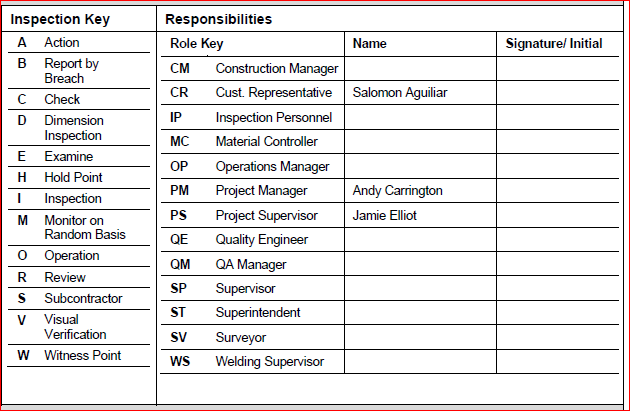 Inspection Key
A Action
B Report by
Breach
C Check
D Dimension
Inspection
E Examine
H Hold Point
I Inspection
M Monitor on
Random Basis
O Operation
R Review
S Subcontractor
V Visual
Verification
W Witness Point
Responsibilities
Role Key Name Signature/ Initial
CM Construction Manager
CR Cust. Representative Salomon Aguiliar
IP Inspection Personnel
MC Material Controller
OP Operations Manager
PM Project Manager Andy Carrington
PS Project Supervisor Jamie Elliot
QE Quality Engineer
QM QA Manager
SP Supervisor
ST Superintendent
SV Surveyor
WS Welding Supervisor